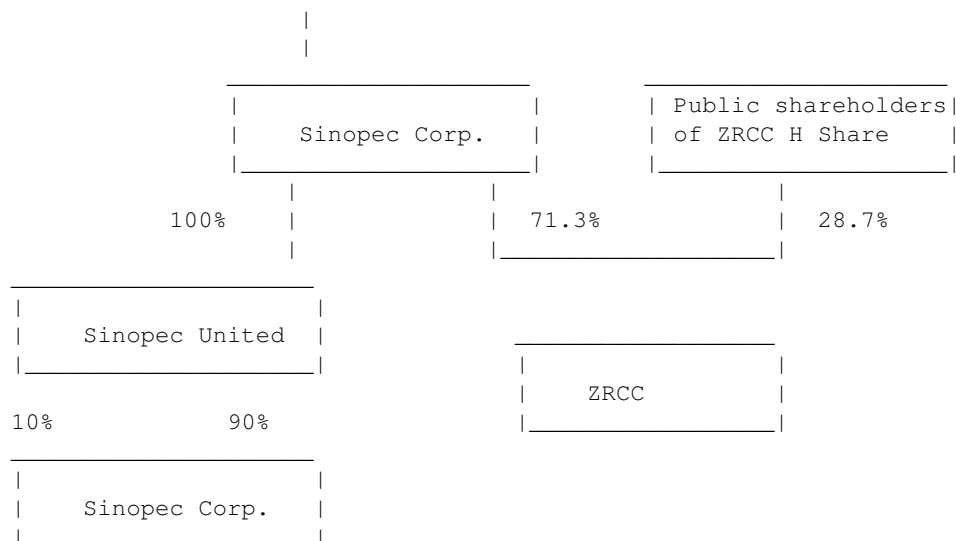 Public shareholders
Sinopec Corp.
of ZRCC H Share
100%
71.3%
28.7%
Sinopec United
ZRCC
10%
90%
Sinopec Corp.